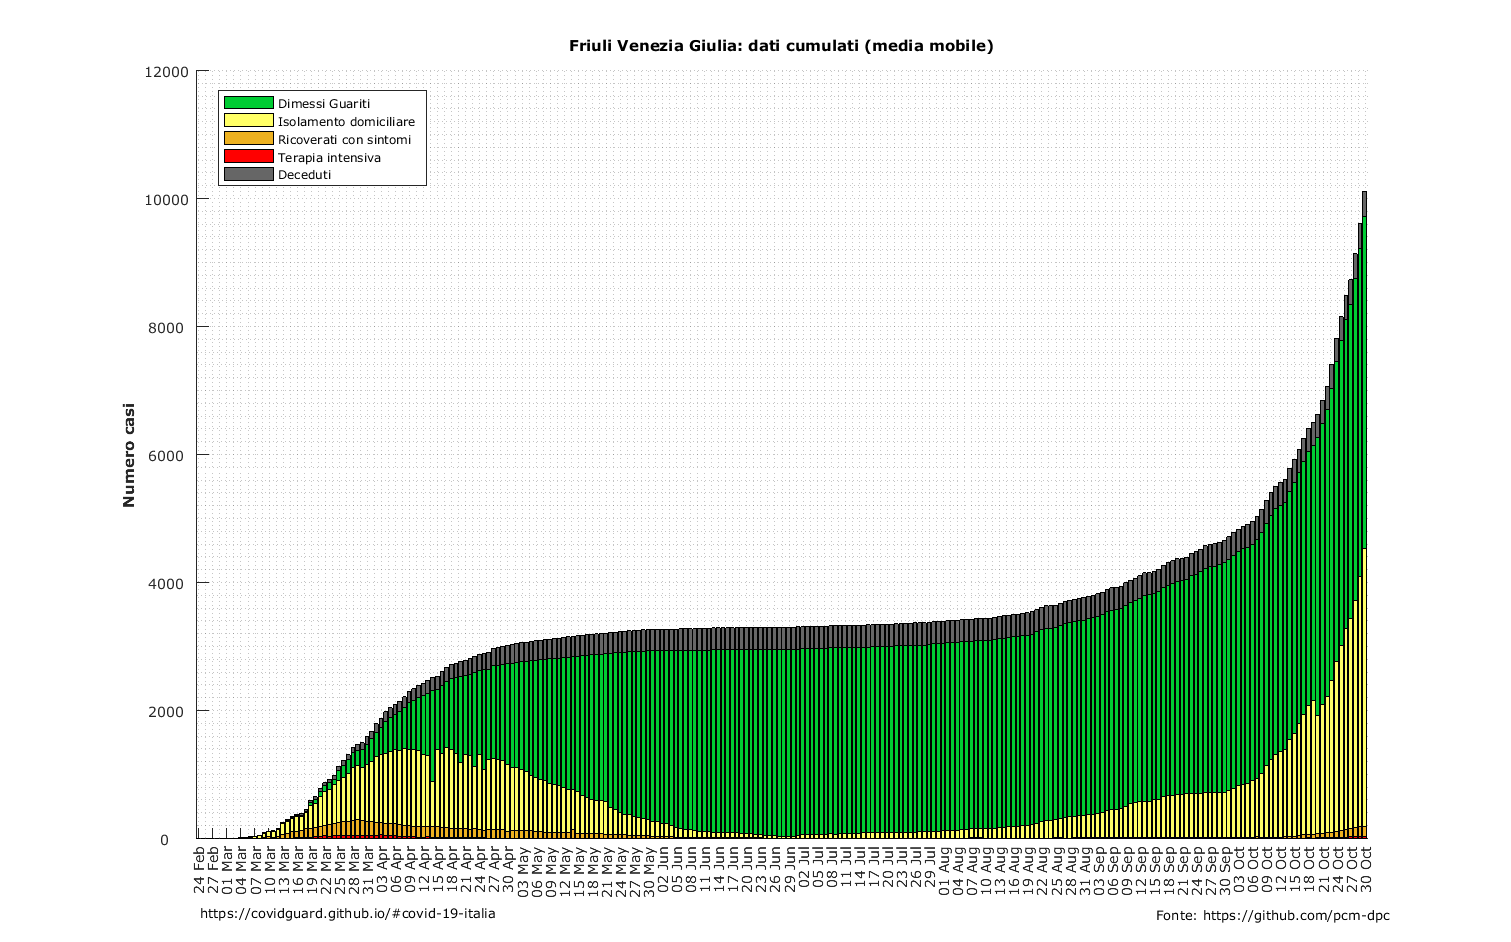 Friuli Venezia Giulia: dati cumulati (media mobile)
12000
10000
8000
6000
4000
2000
0
Numero casi
Dimessi Guariti
Isolamento domiciliare
Ricoverati con sintomi
Terapia intensiva
Deceduti
24 Feb
27 Feb
01 Mar
04 Mar
07 Mar
10 Mar
13 Mar
16 Mar
19 Mar
22 Mar
25 Mar
28 Mar
31 Mar
03 Apr
06 Apr
09 Apr
12 Apr
15 Apr
18 Apr
21 Apr
24 Apr
27 Apr
30 Apr
03 May
06 May
09 May
12 May
15 May
18 May
21 May
24 May
27 May
30 May
02 Jun
05 Jun
08 Jun
11 Jun
14 Jun
17 Jun
20 Jun
23 Jun
26 Jun
29 Jun
02 Jul
05 Jul
08 Jul
11 Jul
14 Jul
17 Jul
20 Jul
23 Jul
26 Jul
29 Jul
01 Aug
04 Aug
07 Aug
10 Aug
13 Aug
16 Aug
19 Aug
22 Aug
25 Aug
28 Aug
31 Aug
03 Sep
06 Sep
09 Sep
12 Sep
15 Sep
18 Sep
21 Sep
24 Sep
27 Sep
30 Sep
03 Oct
06 Oct
09 Oct
12 Oct
15 Oct
18 Oct
21 Oct
24 Oct
27 Oct
30 Oct
https://covidguard.github.io/#covid-19-italia
Fonte: https://github.com/pcm-dpc